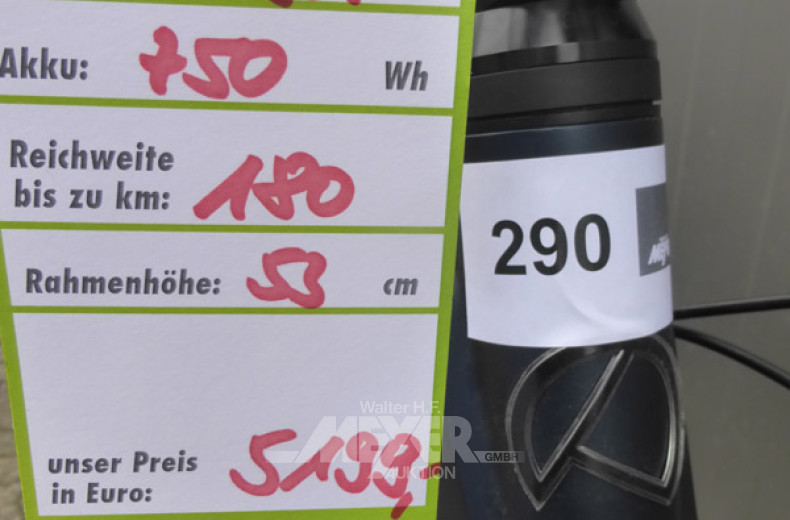 Akku: 750 Wh
Reichweite
bis zu km: 180
Rahmenhöhe: 53 cm
unser Preis
in Euro: 5199,
290
Walter H.F.
MEYER GMBH
AUKTION